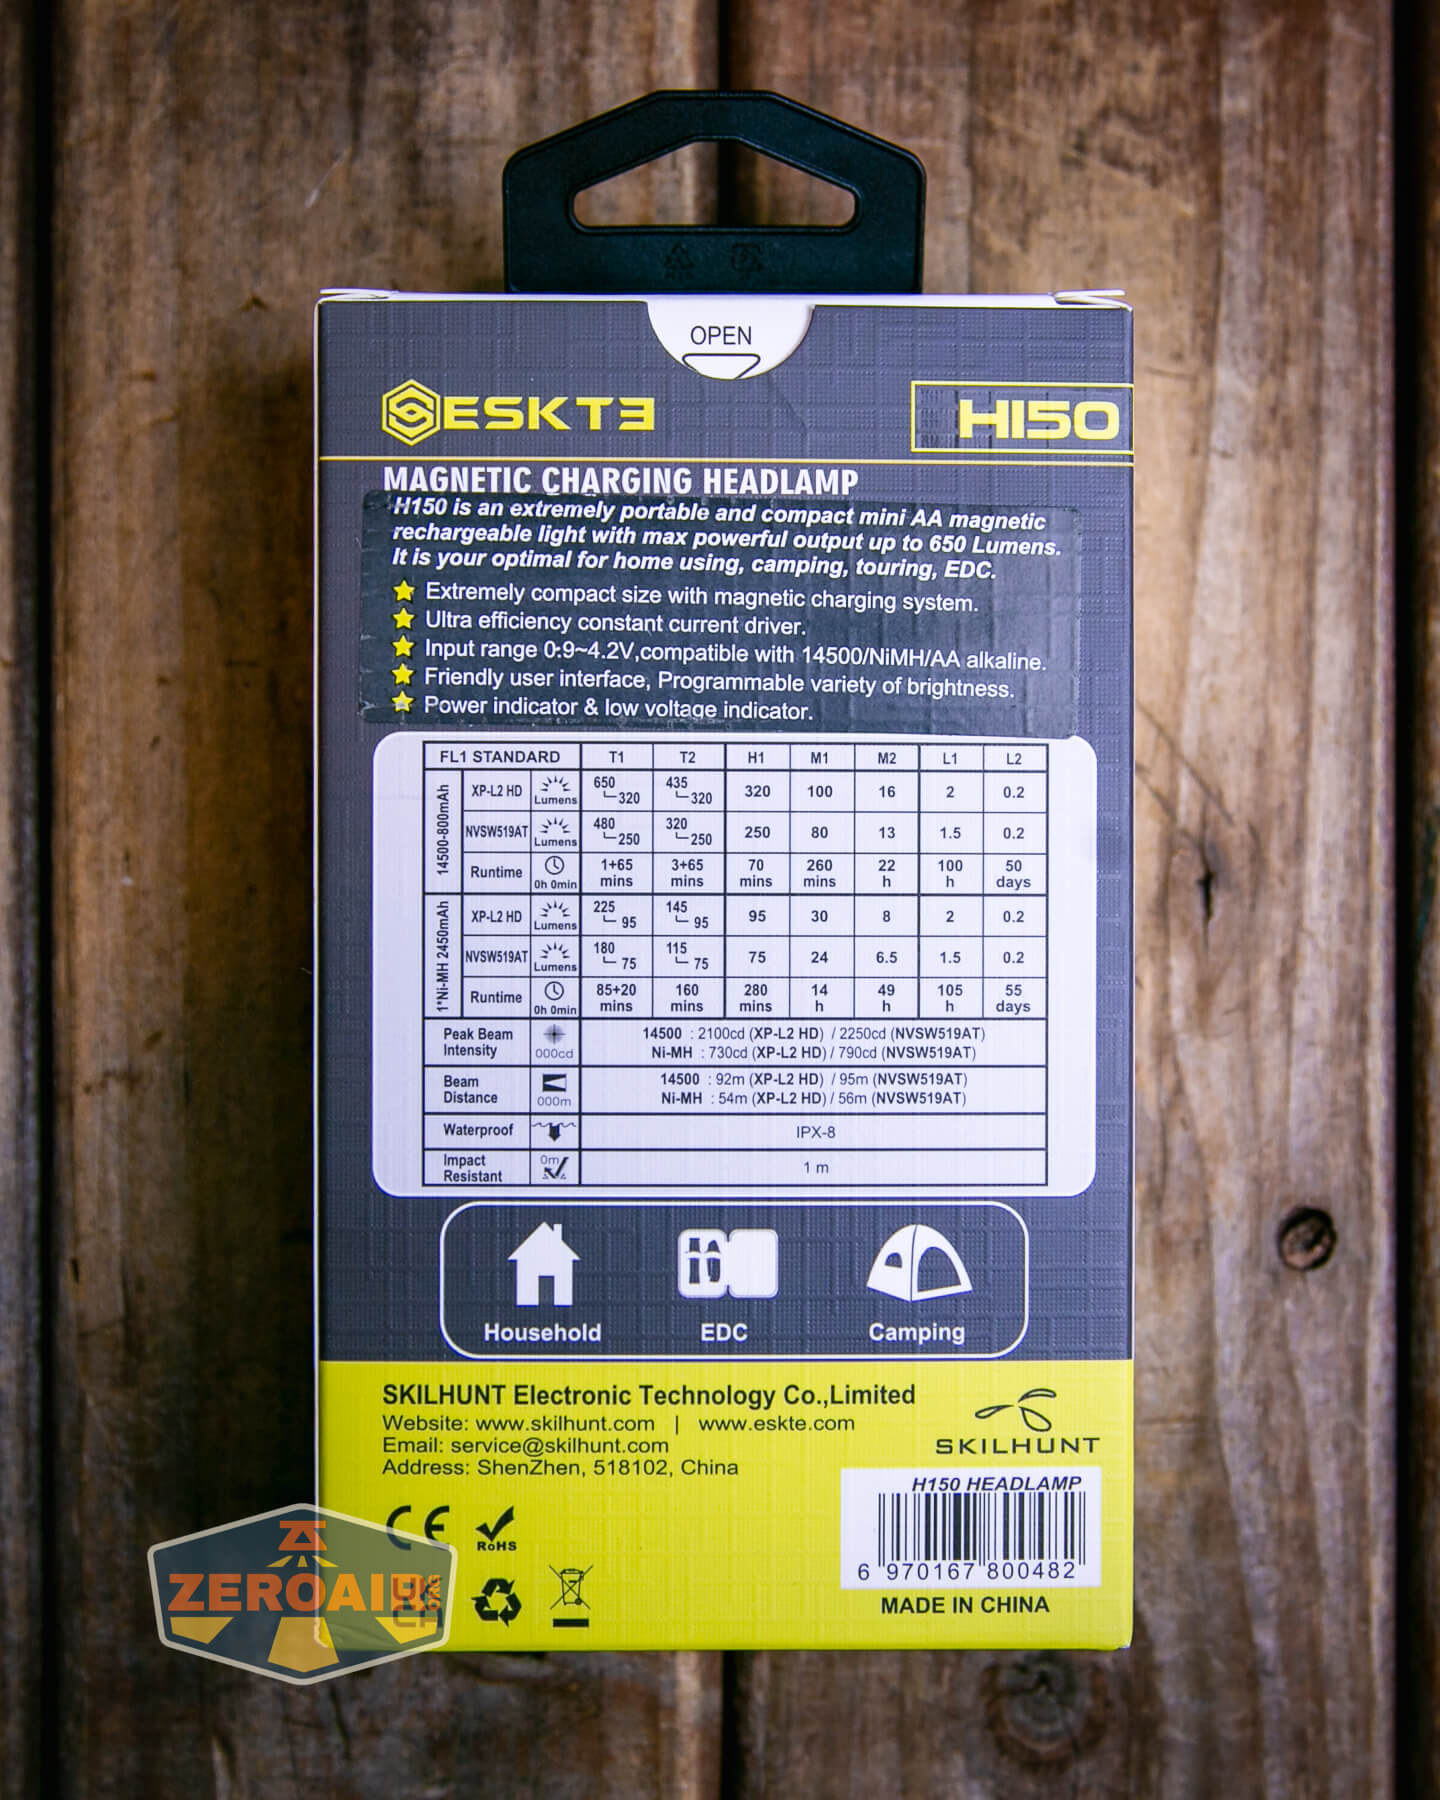 OPEN
ESKTE
H150
MAGNETIC CHARGING HEADLAMP
H150 is an extremely portable and compact mini AA magnetic
rechargeable light with max powerful output up to 650 Lumens.
It is your optimal for home using, camping, touring, EDC.
Extremely compact size with magnetic charging system.
Ultra efficiency constant current driver.
Input range 0.9~4.2V,compatible with 14500/NiMH/AA alkaline.
Friendly user interface, Programmable variety of brightness.
Power indicator & low voltage indicator.
FL1 STANDARD T1 T2 H1 M1 M2 L1 L2
14500-800mAh
XP-L2 HD Lumens 650 320 435 320 320 100 16 2 0.2
NVSW519AT Lumens 480 250 320 250 250 80 13 1.5 0.2
Runtime 0h 0min 1+65 mins 3+65 mins 70 mins 260 mins 22 h 100 h 50 days
1*Ni-MH 2450mAh
XP-L2 HD Lumens 225 95 145 95 95 30 8 2 0.2
NVSW519AT Lumens 180 75 115 75 75 24 6.5 1.5 0.2
Runtime 0h 0min 85+20 mins 160 mins 280 mins 14 h 49 h 105 h 55 days
Peak Beam Intensity 000cd 14500 : 2100cd (XP-L2 HD) / 2250cd (NVSW519AT)
Ni-MH : 730cd (XP-L2 HD) / 790cd (NVSW519AT)
Beam Distance 000m 14500 : 92m (XP-L2 HD) / 95m (NVSW519AT)
Ni-MH : 54m (XP-L2 HD) / 56m (NVSW519AT)
Waterproof IPX-8
Impact Resistant 0m 1 m
Household EDC Camping
SKILHUNT Electronic Technology Co.,Limited
Website: www.skilhunt.com | www.eskte.com
Email: service@skilhunt.com
Address: ShenZhen, 518102, China
SKILHUNT
H150 HEADLAMP
6 970167 800482
MADE IN CHINA
CE RoHS
ZEROAIR.ORG
UK
CA